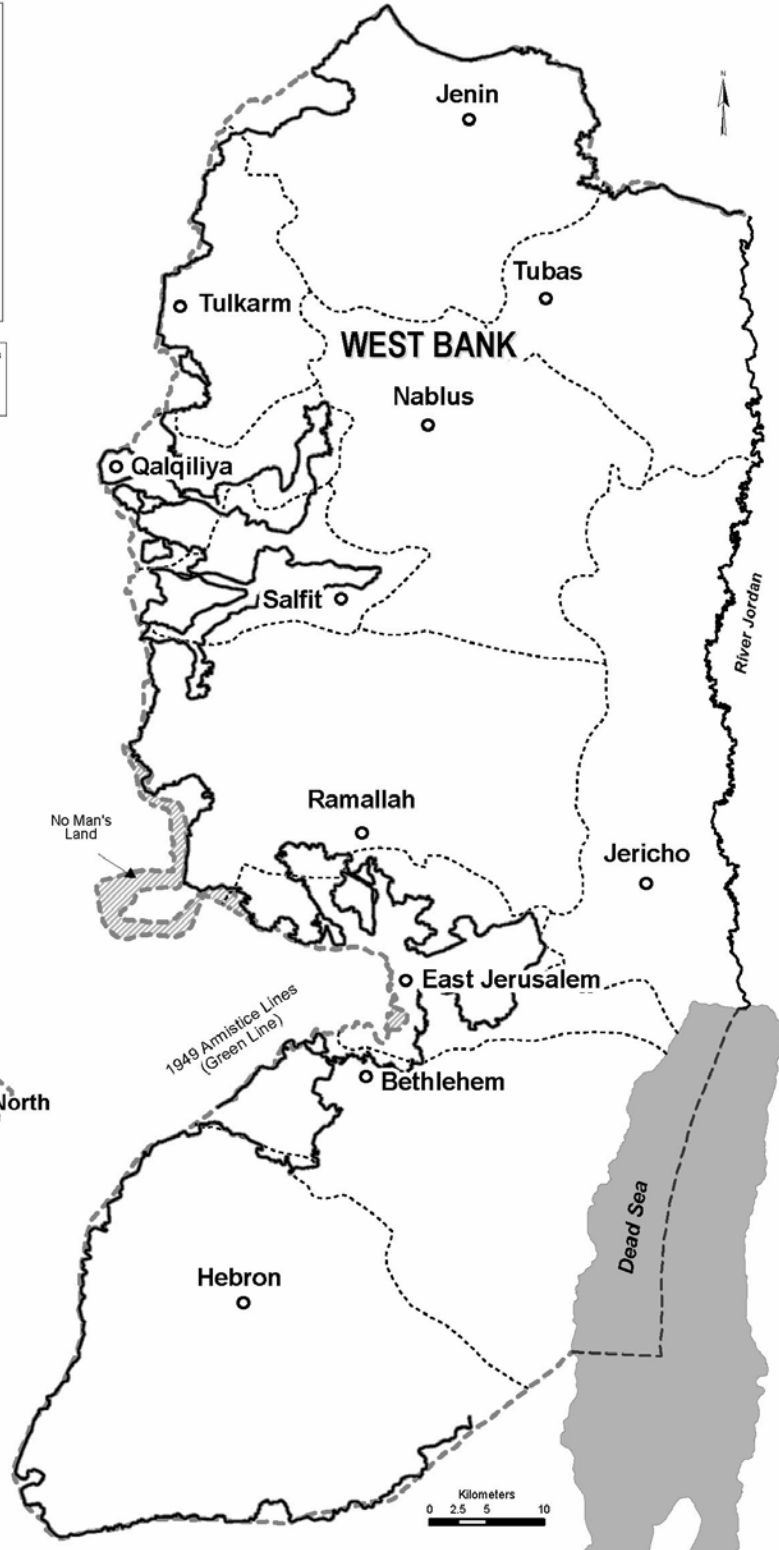 N
Jenin
Tubas
Tulkarm
WEST BANK
Nablus
Qalqiliya
Salfit
River Jordan
Ramallah
No Man's
Land
Jericho
East Jerusalem
1949 Armistice Lines
(Green Line)
Bethlehem
North
Dead Sea
Hebron
Kilometers
0 2.5 5 10